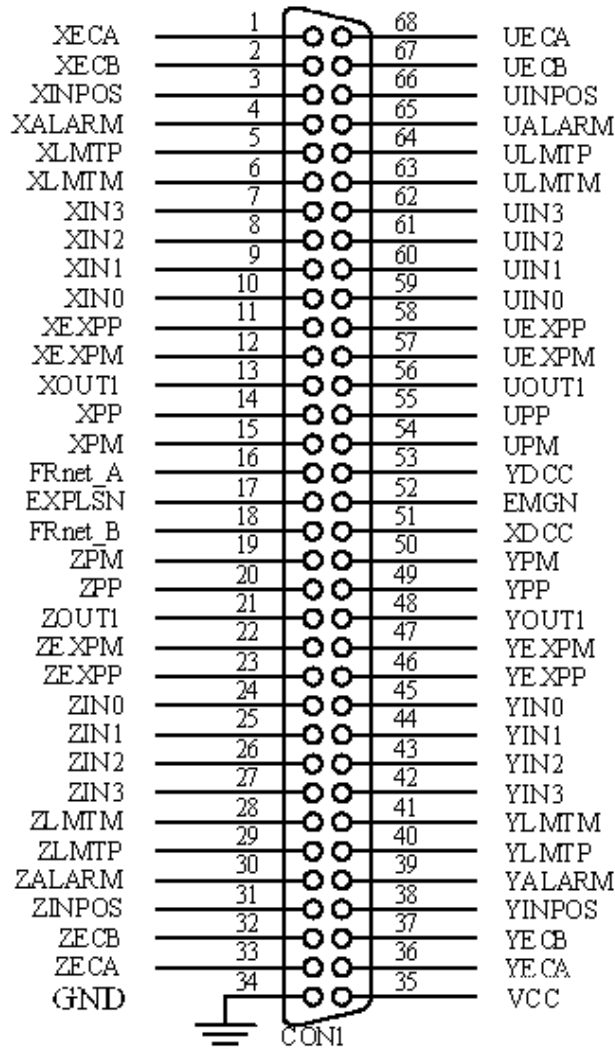 XECA 1 68 UECA
XECB 2 67 UECB
XINPOS 3 66 UINPOS
XALARM 4 65 UALARM
XLMTP 5 64 ULMTP
XLMTM 6 63 ULMTM
XIN3 7 62 UIN3
XIN2 8 61 UIN2
XIN1 9 60 UIN1
XIN0 10 59 UIN0
XEXPP 11 58 UEXPP
XEXPM 12 57 UEXPM
XOUT1 13 56 UOUT1
XPP 14 55 UPP
XPM 15 54 UPM
FRnet_A 16 53 YDCC
EXPLSN 17 52 EMGN
FRnet_B 18 51 XDCC
ZPM 19 50 YPM
ZPP 20 49 YPP
ZOUT1 21 48 YOUT1
ZEXPM 22 47 YEXPM
ZEXPP 23 46 YEXPP
ZIN0 24 45 YIN0
ZIN1 25 44 YIN1
ZIN2 26 43 YIN2
ZIN3 27 42 YIN3
ZLMTM 28 41 YLMTM
ZLMTP 29 40 YLMTP
ZALARM 30 39 YALARM
ZINPOS 31 38 YINPOS
ZECB 32 37 YECB
ZECA 33 36 YECA
GND 34 35 VCC
CON1